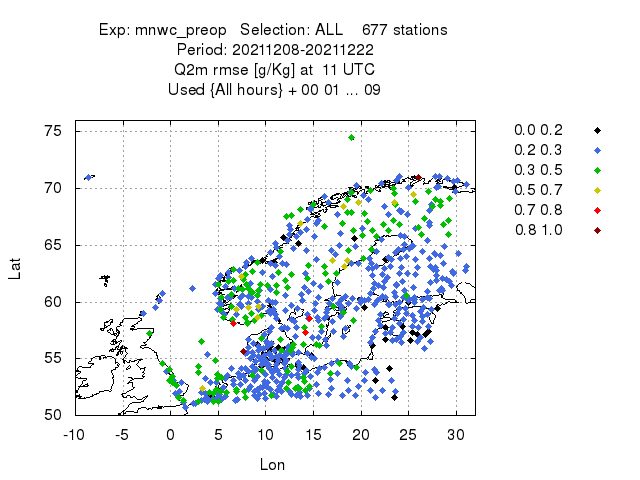 Exp: mnwc_preop   Selection: ALL    677 stations
Period: 20211208-20211222
Q2m rmse [g/Kg] at  11 UTC
Used {All hours} + 00 01 ... 09
0.0 0.2
0.2 0.3
0.3 0.5
0.5 0.7
0.7 0.8
0.8 1.0
75
70
65
60
55
50
Lat
-10 -5 0 5 10 15 20 25 30
Lon